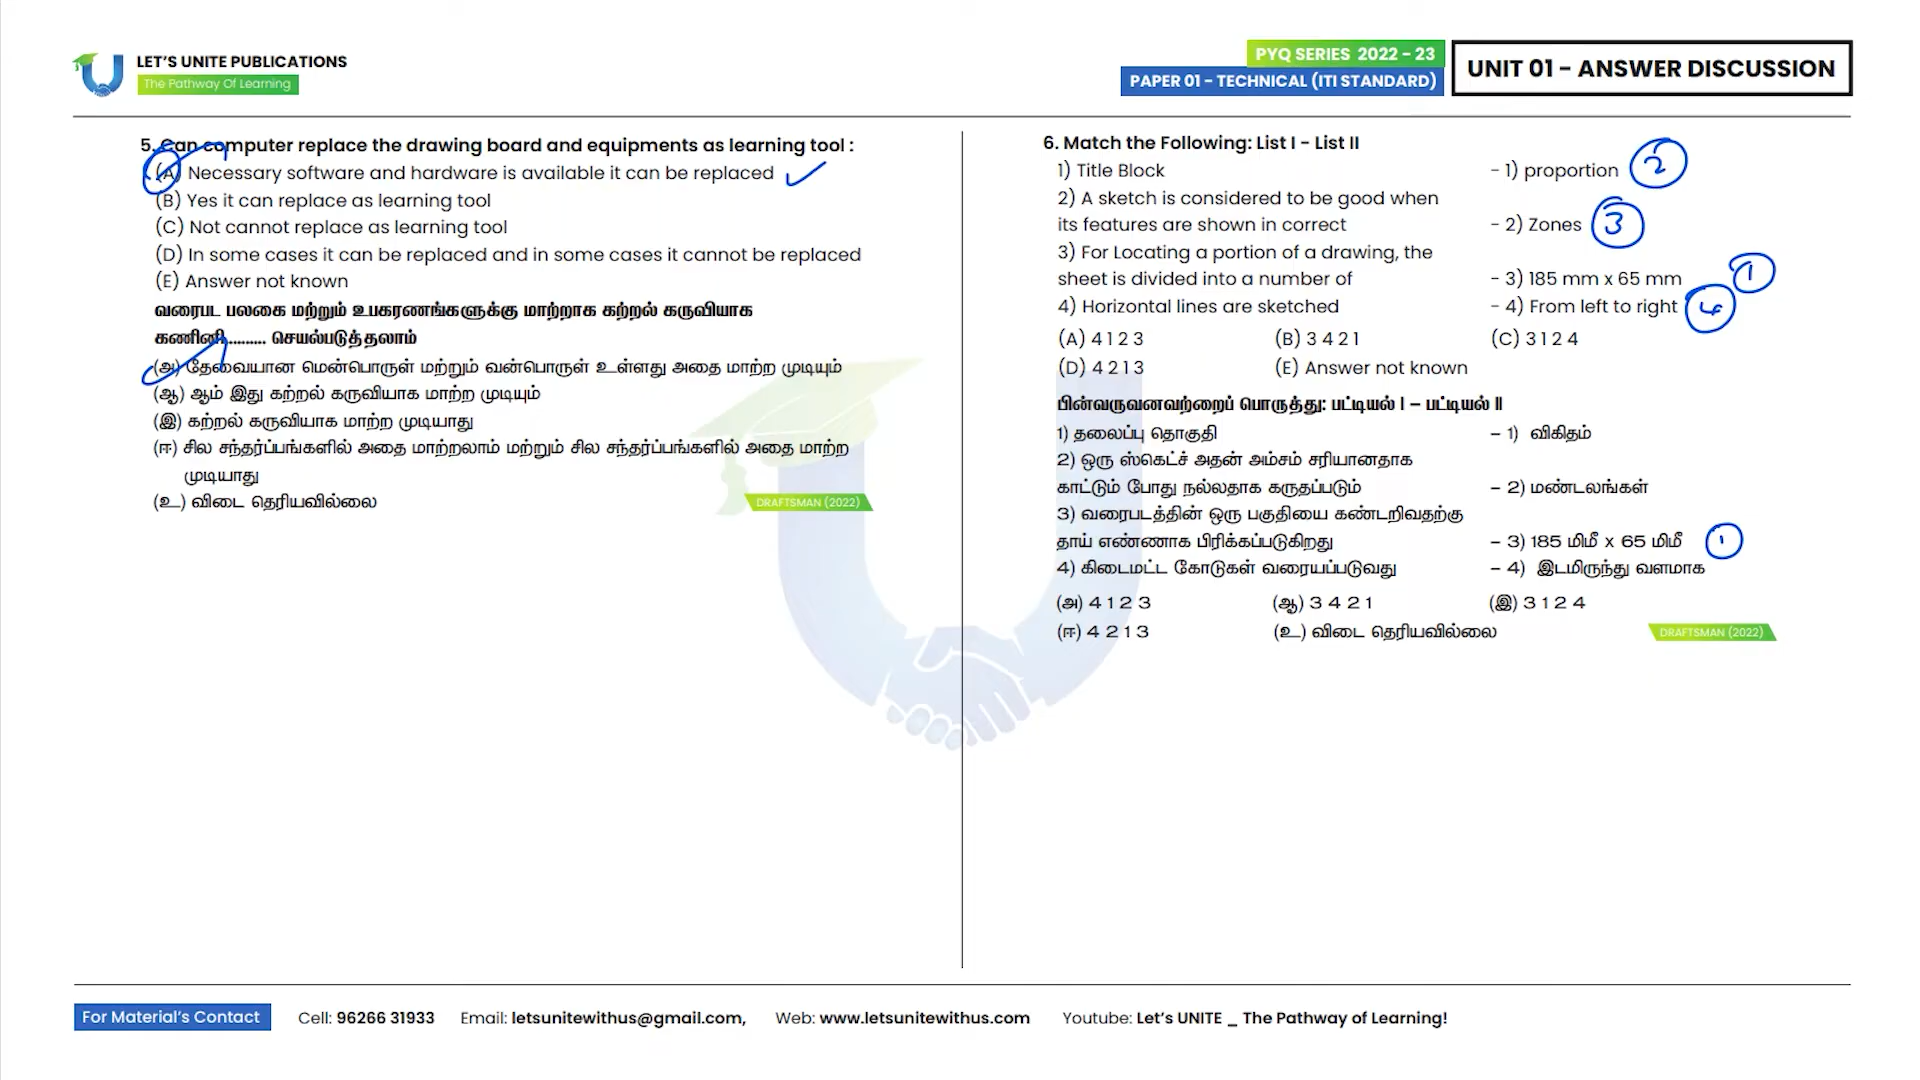 LET'S UNITE PUBLICATIONS
The Pathway Of Learning
PYQ SERIES 2022 - 23
PAPER 01 - TECHNICAL (ITI STANDARD)
UNIT 01 - ANSWER DISCUSSION
5. Can computer replace the drawing board and equipments as learning tool :
(A) Necessary software and hardware is available it can be replaced
(B) Yes it can replace as learning tool
(C) Not cannot replace as learning tool
(D) In some cases it can be replaced and in some cases it cannot be replaced
(E) Answer not known
வரைபட பலகை மற்றும் உபகரணங்களுக்கு மாற்றாக கற்றல் கருவியாக
கணினி......... செயல்படுத்தலாம்
(அ) தேவையான மென்பொருள் மற்றும் வன்பொருள் உள்ளது அதை மாற்ற முடியும்
(ஆ) ஆம் இது கற்றல் கருவியாக மாற்ற முடியும்
(இ) கற்றல் கருவியாக மாற்ற முடியாது
(ஈ) சில சந்தர்ப்பங்களில் அதை மாற்றலாம் மற்றும் சில சந்தர்ப்பங்களில் அதை மாற்ற
முடியாது
(உ) விடை தெரியவில்லை
DRAFTSMAN (2022)
6. Match the Following: List I - List II
1) Title Block - 1) proportion 2
2) A sketch is considered to be good when
its features are shown in correct - 2) Zones 3
3) For Locating a portion of a drawing, the
sheet is divided into a number of - 3) 185 mm x 65 mm 1
4) Horizontal lines are sketched - 4) From left to right 4
(A) 4 1 2 3 (B) 3 4 2 1 (C) 3 1 2 4
(D) 4 2 1 3 (E) Answer not known
பின்வருவனவற்றைப் பொருத்து: பட்டியல் I – பட்டியல் II
1) தலைப்பு தொகுதி – 1) விகிதம்
2) ஒரு ஸ்கெட்ச் அதன் அம்சம் சரியானதாக
காட்டும் போது நல்லதாக கருதப்படும் – 2) மண்டலங்கள்
3) வரைபடத்தின் ஒரு பகுதியை கண்டறிவதற்கு
தாய் எண்ணாக பிரிக்கப்படுகிறது – 3) 185 மிமீ x 65 மிமீ 1
4) கிடைமட்ட கோடுகள் வரையப்படுவது – 4) இடமிருந்து வளமாக
(அ) 4 1 2 3 (ஆ) 3 4 2 1 (இ) 3 1 2 4
(ஈ) 4 2 1 3 (உ) விடை தெரியவில்லை
DRAFTSMAN (2022)
For Material's Contact Cell: 96266 31933 Email: letsunitewithus@gmail.com, Web: www.letsunitewithus.com Youtube: Let's UNITE _ The Pathway of Learning!